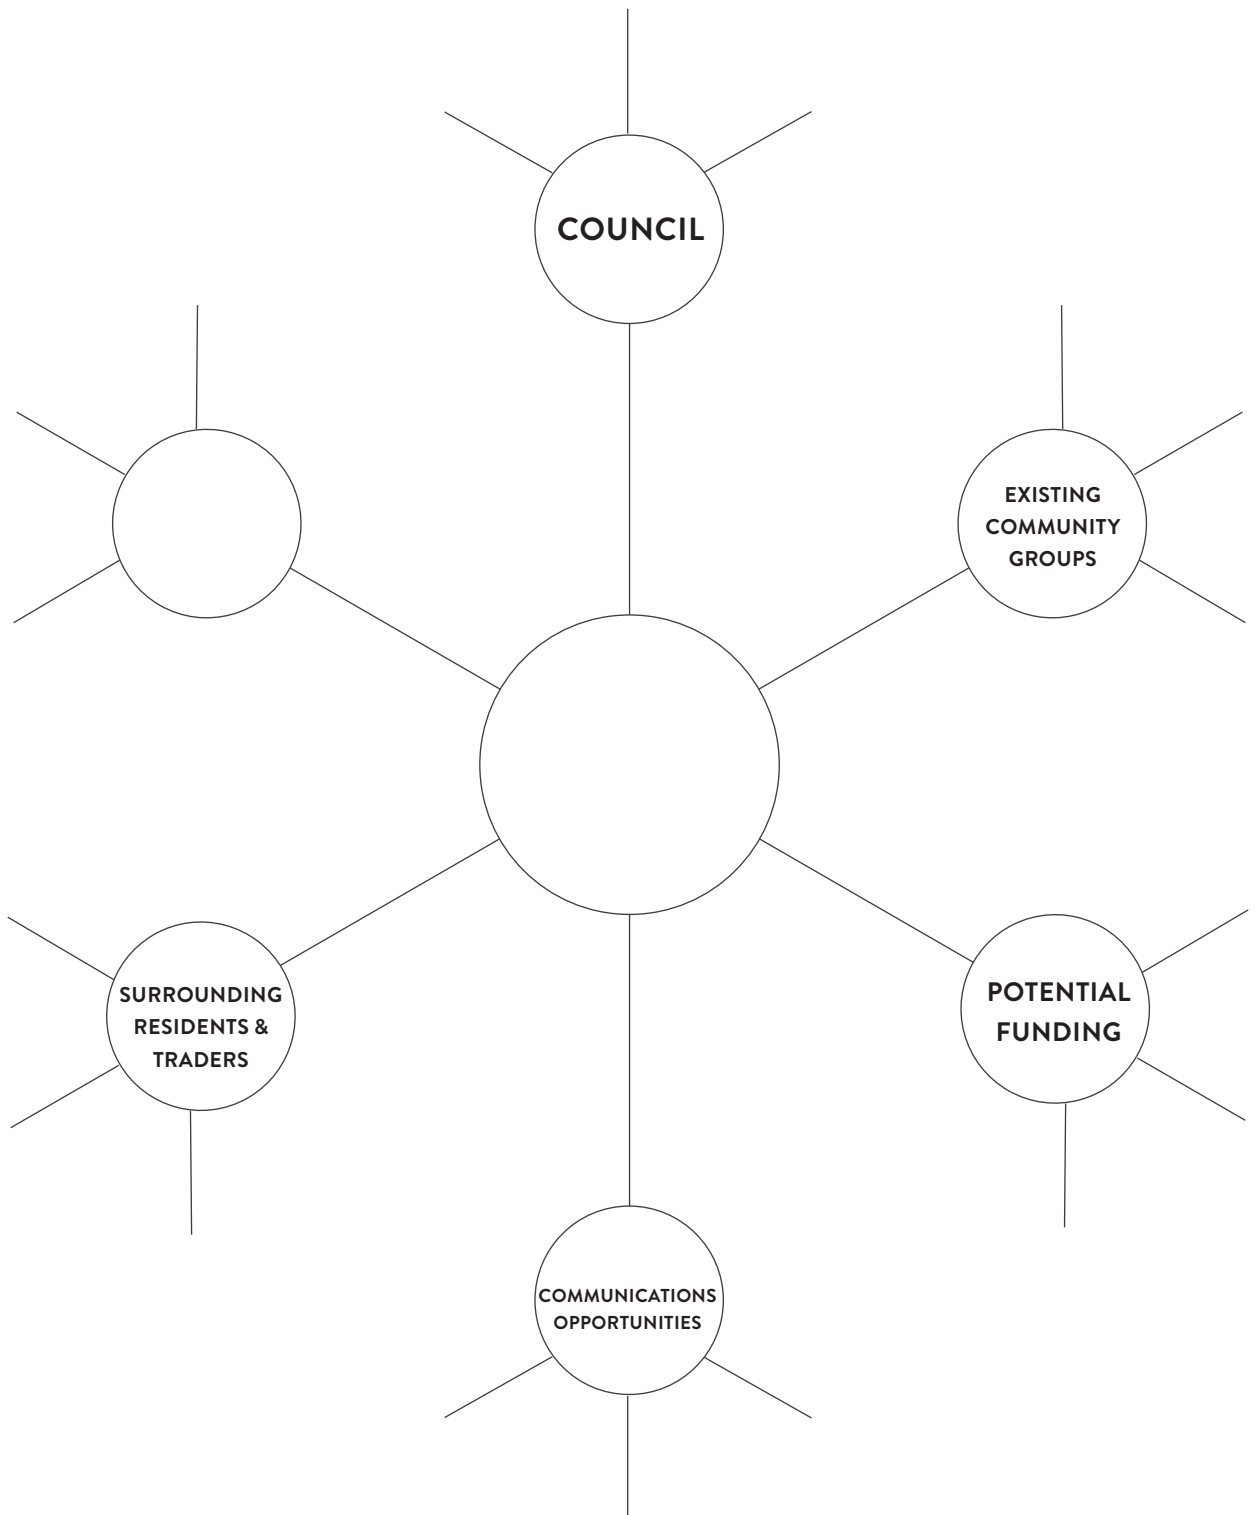 COUNCIL
EXISTING
COMMUNITY
GROUPS
SURROUNDING
RESIDENTS &
TRADERS
POTENTIAL
FUNDING
COMMUNICATIONS
OPPORTUNITIES